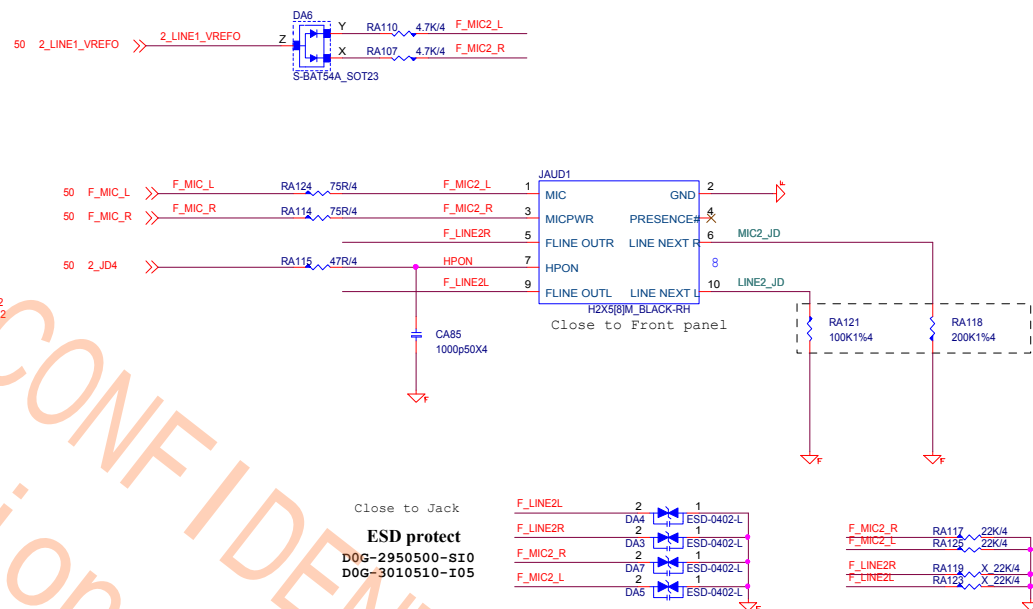 DA6
50 2_LINE1_VREFO 2_LINE1_VREFO Z Y RA110 4.7K/4 F_MIC2_L
X RA107 4.7K/4 F_MIC2_R
S-BAT54A_SOT23
JAUD1
50 F_MIC_L F_MIC_L RA124 75R/4 F_MIC2_L 1 MIC GND 2
50 F_MIC_R F_MIC_R RA114 75R/4 F_MIC2_R 3 MICPWR PRESENCE# 4
F_LINE2R 5 FLINE OUTR LINE NEXT R 6 MIC2_JD
50 2_JD4 RA115 47R/4 HPON 7 HPON 8
F_LINE2L 9 FLINE OUTL LINE NEXT L 10 LINE2_JD
H2X5[8]M_BLACK-RH
Close to Front panel
CA85
1000p50X4
RA121
100K1%4
RA118
200K1%4
F
F
F
F
2
2
CONFIDENT
ion
Close to Jack
ESD protect
D0G-2950500-SI0
D0G-3010510-I05
F_LINE2L 2 1
DA4 ESD-0402-L
F_LINE2R 2 1
DA3 ESD-0402-L
F_MIC2_R 2 1
DA7 ESD-0402-L
F_MIC2_L 2 1
DA5 ESD-0402-L
F
F_MIC2_R RA117 22K/4
F_MIC2_L RA125 22K/4
F_LINE2R RA119 X_22K/4
F_LINE2L RA123 X_22K/4
F